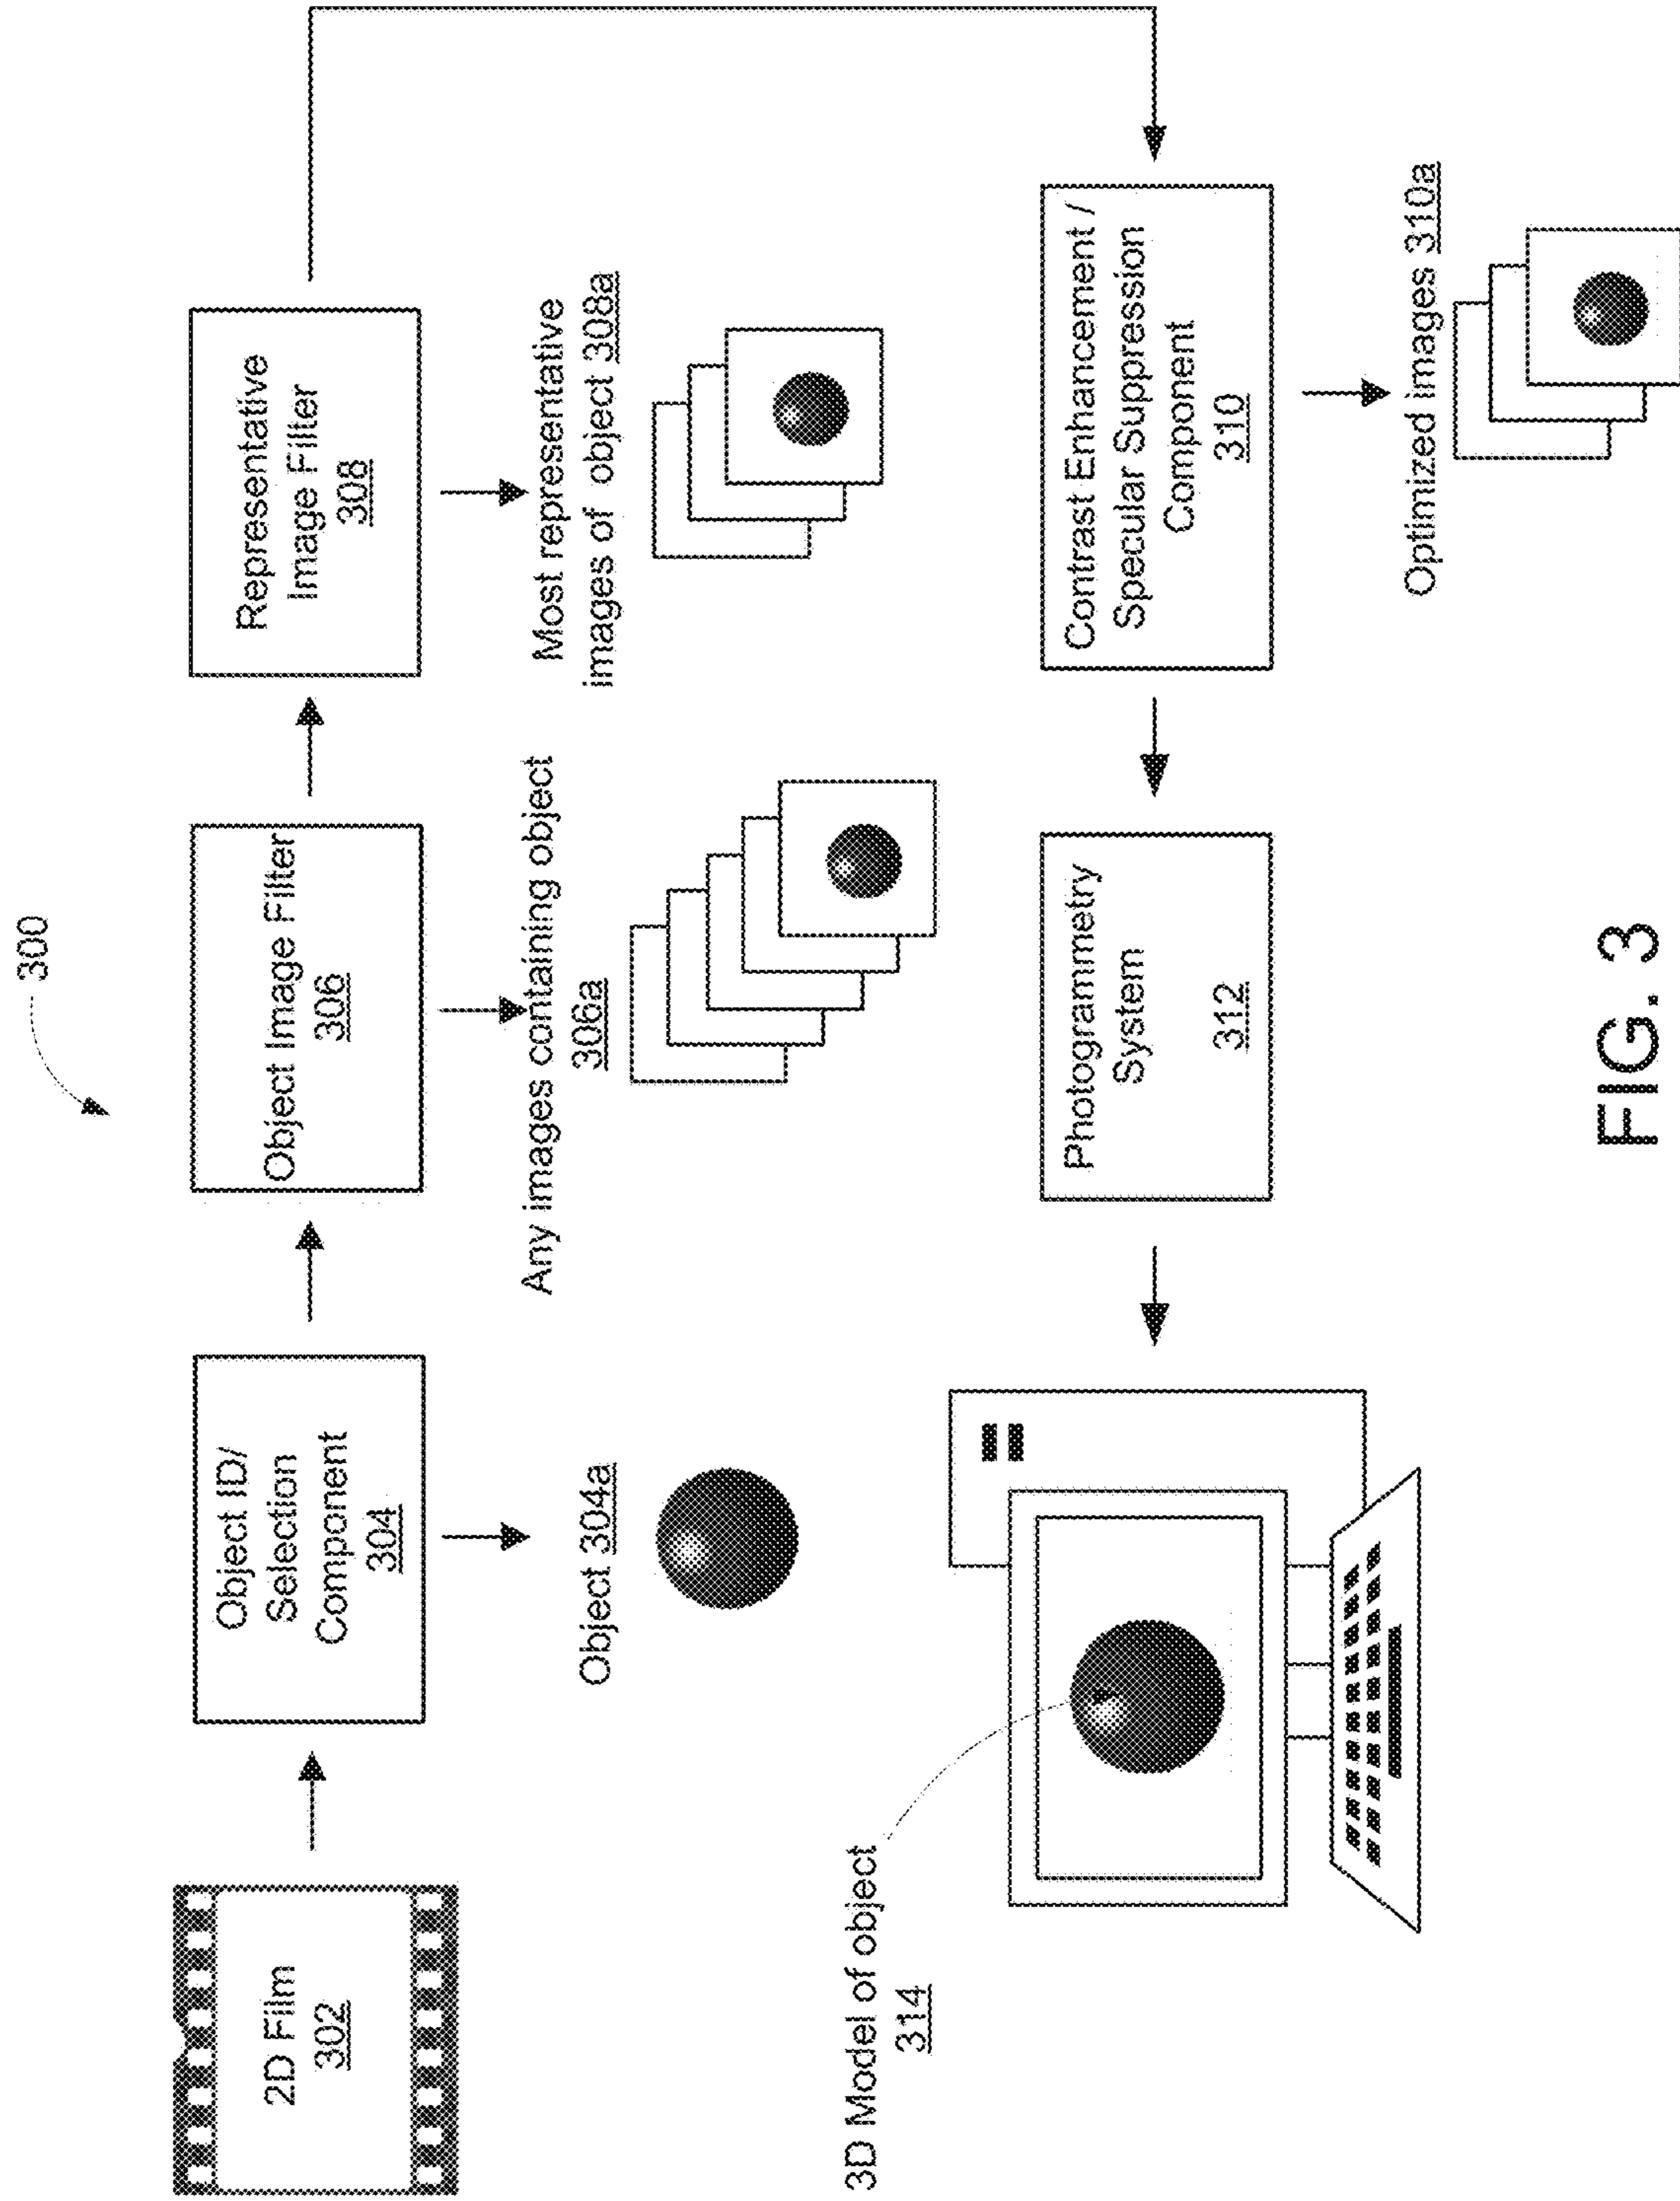 300
2D Film
302
Object ID/
Selection
Component
304
Object 304a
Object Image Filter
306
Any images containing object
306a
Representative
Image Filter
308
Most representative
images of object 308a
Contrast Enhancement /
Specular Suppression
Component
310
Optimized images 310a
Photogrammetry
System
312
3D Model of object
314
FIG. 3